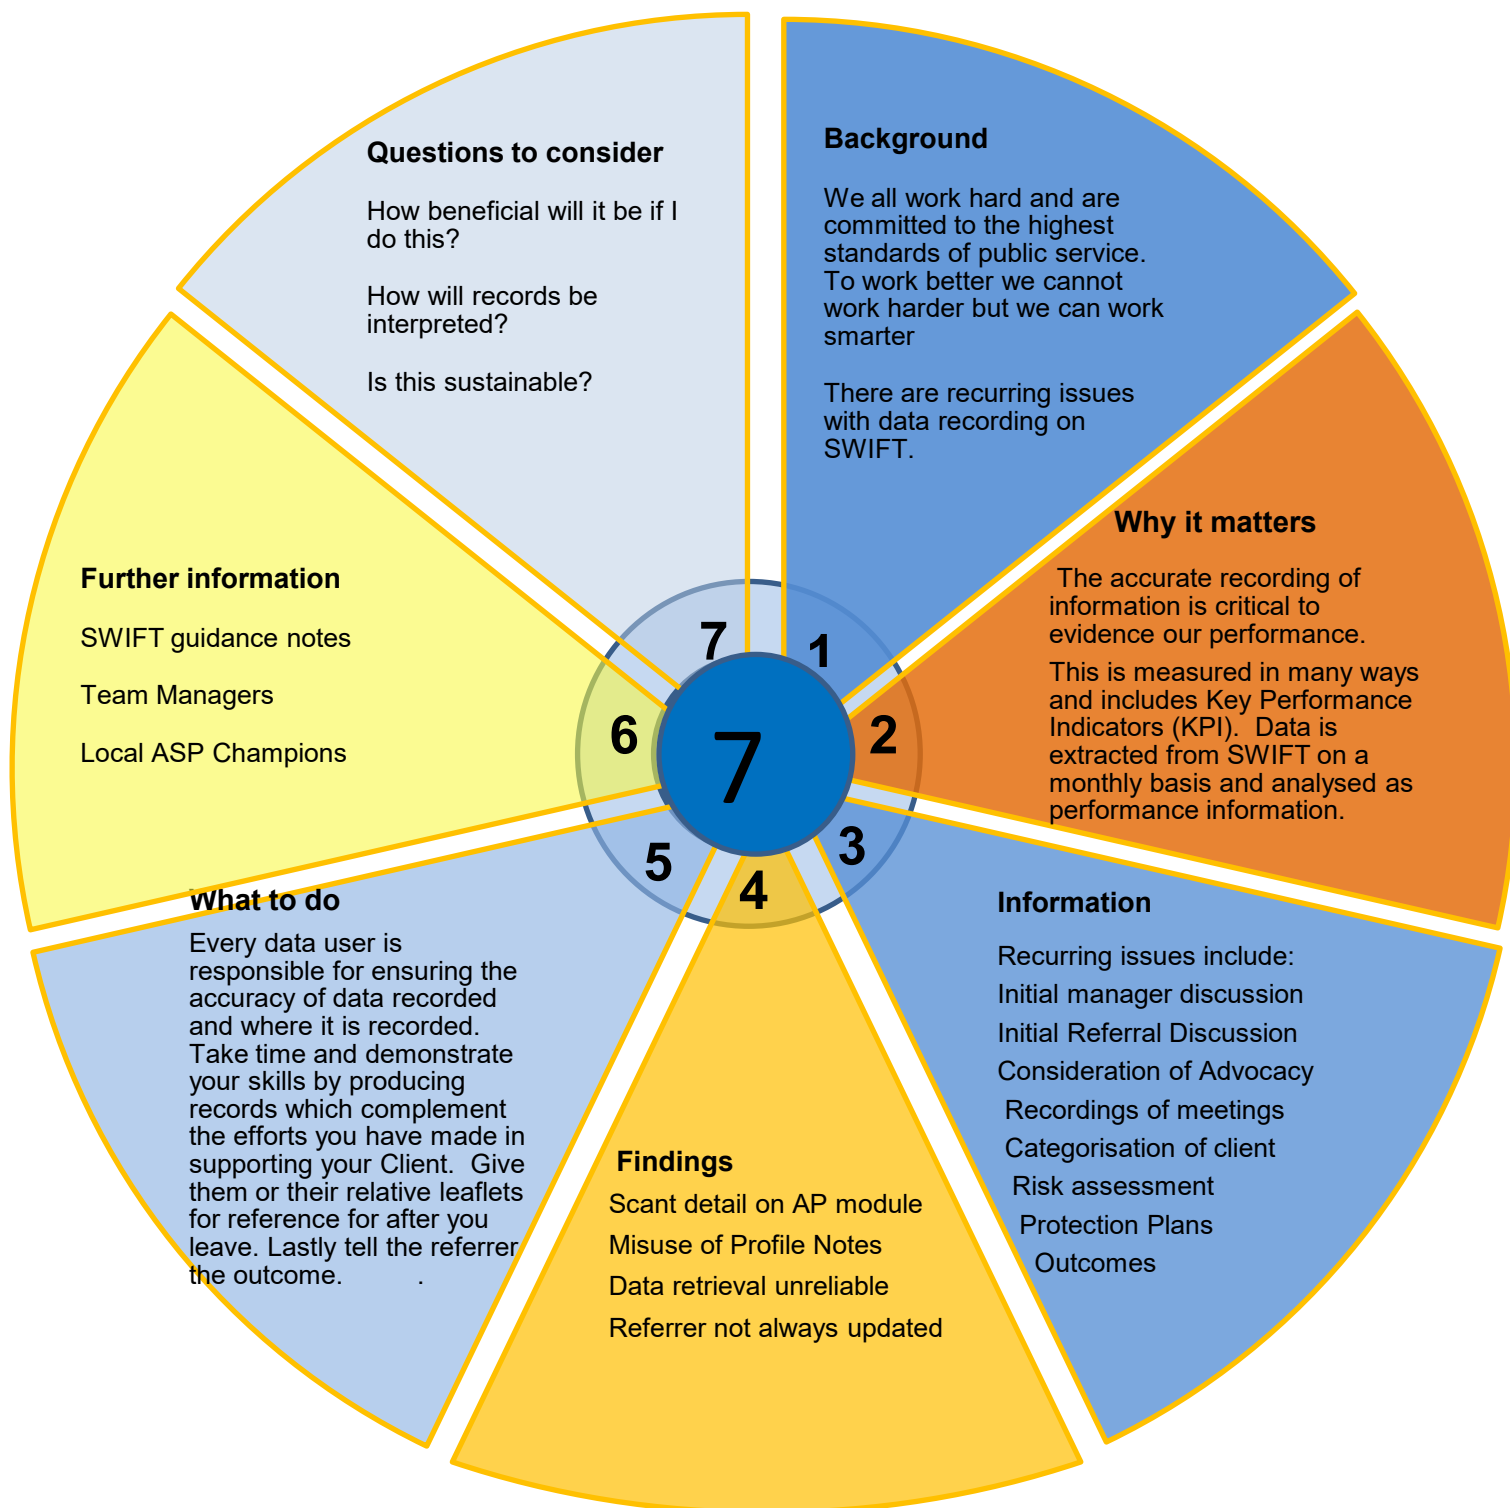 Background
We all work hard and are
committed to the highest
standards of public service.
To work better we cannot
work harder but we can work
smarter
There are recurring issues
with data recording on
SWIFT.
Why it matters
The accurate recording of
information is critical to
evidence our performance.
This is measured in many ways
and includes Key Performance
Indicators (KPI).  Data is
extracted from SWIFT on a
monthly basis and analysed as
performance information.
Information
Recurring issues include:
Initial manager discussion
Initial Referral Discussion
Consideration of Advocacy
Recordings of meetings
Categorisation of client
Risk assessment
Protection Plans
Outcomes
Findings
Scant detail on AP module
Misuse of Profile Notes
Data retrieval unreliable
Referrer not always updated
What to do
Every data user is
responsible for ensuring the
accuracy of data recorded
and where it is recorded.
Take time and demonstrate
your skills by producing
records which complement
the efforts you have made in
supporting your Client.  Give
them or their relative leaflets
for reference for after you
leave. Lastly tell the referrer
the outcome.          .
Further information
SWIFT guidance notes
Team Managers
Local ASP Champions
Questions to consider
How beneficial will it be if I
do this?
How will records be
interpreted?
Is this sustainable?
1
2
3
4
5
6
7
7